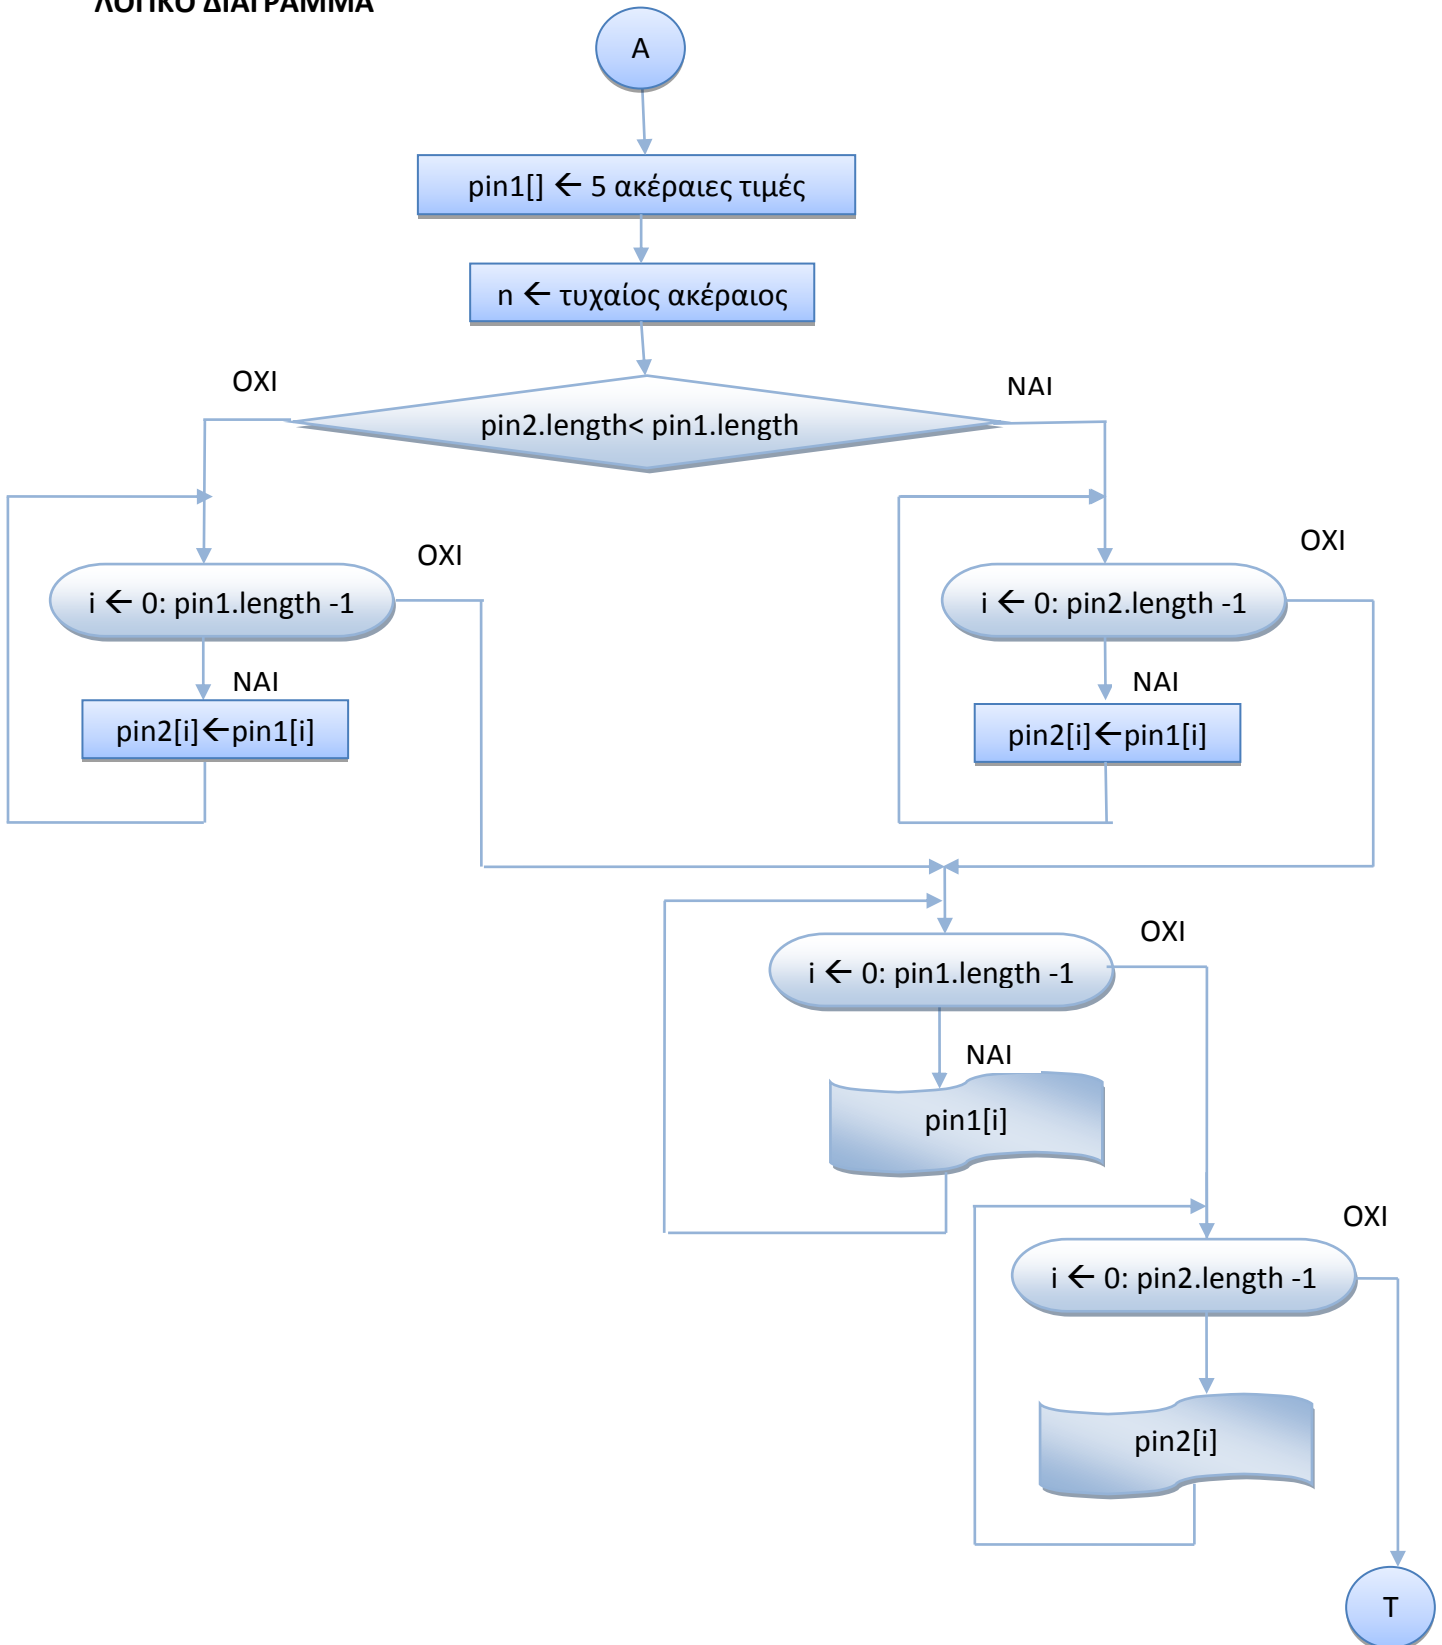 ΛΟΓΙΚΟ ΔΙΑΓΡΑΜΜΑ
Α
pin1[] ← 5 ακέραιες τιμές
n ← τυχαίος ακέραιος
ΟΧΙ
ΝΑΙ
pin2.length< pin1.length
ΟΧΙ
ΟΧΙ
i ← 0: pin1.length -1
i ← 0: pin2.length -1
ΝΑΙ
ΝΑΙ
pin2[i]←pin1[i]
pin2[i]←pin1[i]
ΟΧΙ
i ← 0: pin1.length -1
ΝΑΙ
pin1[i]
ΟΧΙ
i ← 0: pin2.length -1
pin2[i]
Τ